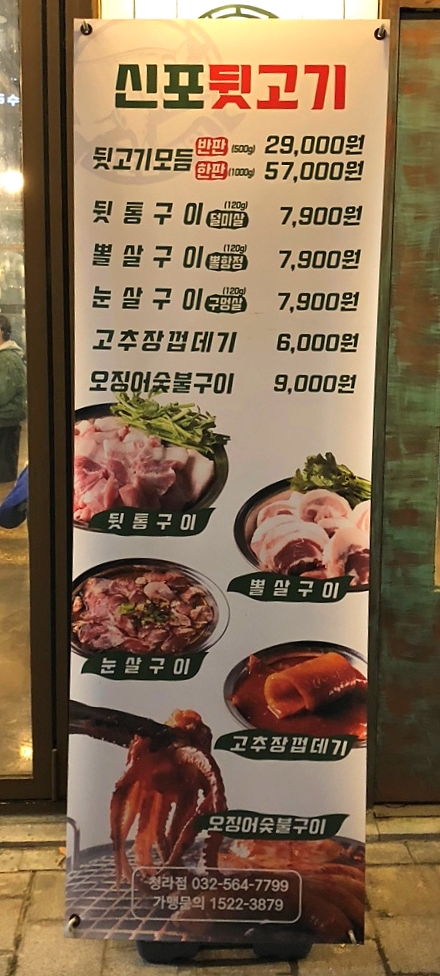 신포뒷고기
뒷고기모듬 반판 (500g) 29,000원
한판 (1000g) 57,000원
뒷통구이 (120g) 덜미살 7,900원
뽈살구이 (120g) 뽈항정 7,900원
눈살구이 (120g) 구멍살 7,900원
고추장껍데기 6,000원
오징어숯불구이 9,000원
뒷통구이
뽈살구이
눈살구이
고추장껍데기
오징어숯불구이
청라점 032-564-7799
가맹문의 1522-3879